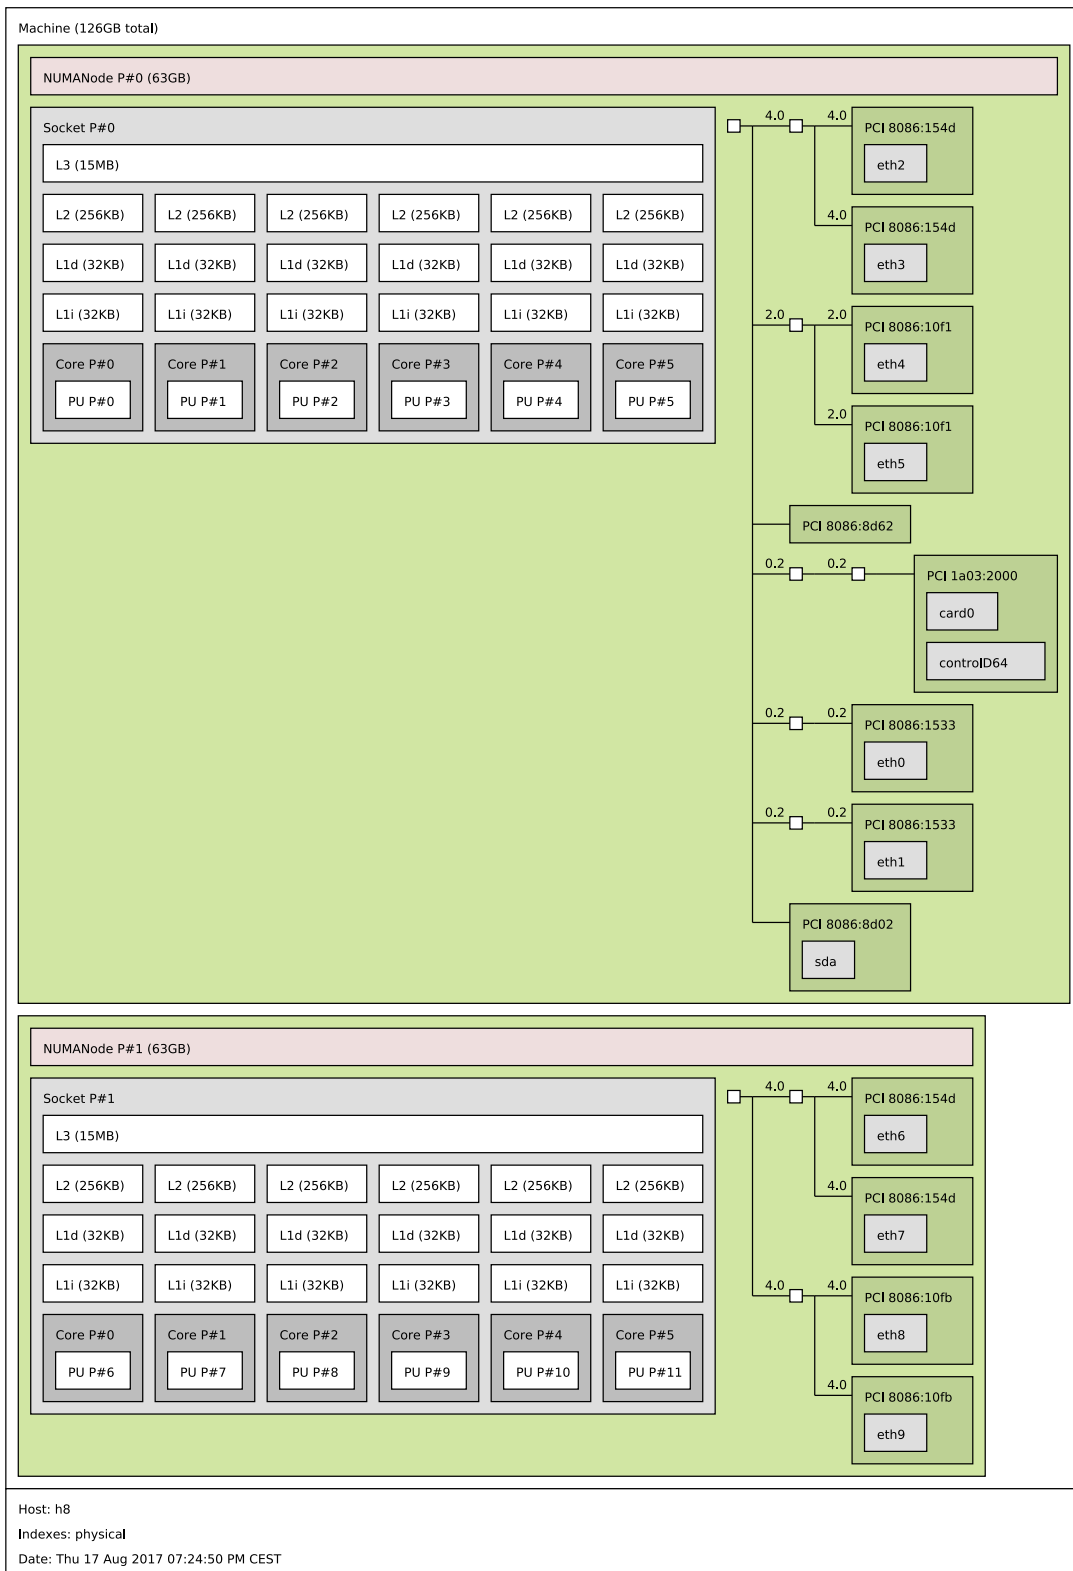 Machine (126GB total)
NUMANode P#0 (63GB)
Socket P#0
L3 (15MB)
L2 (256KB) L2 (256KB) L2 (256KB) L2 (256KB) L2 (256KB) L2 (256KB)
L1d (32KB) L1d (32KB) L1d (32KB) L1d (32KB) L1d (32KB) L1d (32KB)
L1i (32KB) L1i (32KB) L1i (32KB) L1i (32KB) L1i (32KB) L1i (32KB)
Core P#0 Core P#1 Core P#2 Core P#3 Core P#4 Core P#5
PU P#0 PU P#1 PU P#2 PU P#3 PU P#4 PU P#5
4.0 4.0 PCI 8086:154d
eth2
4.0 PCI 8086:154d
eth3
2.0 2.0 PCI 8086:10f1
eth4
2.0 PCI 8086:10f1
eth5
PCI 8086:8d62
0.2 0.2 PCI 1a03:2000
card0
controlD64
0.2 0.2 PCI 8086:1533
eth0
0.2 0.2 PCI 8086:1533
eth1
PCI 8086:8d02
sda
NUMANode P#1 (63GB)
Socket P#1
L3 (15MB)
L2 (256KB) L2 (256KB) L2 (256KB) L2 (256KB) L2 (256KB) L2 (256KB)
L1d (32KB) L1d (32KB) L1d (32KB) L1d (32KB) L1d (32KB) L1d (32KB)
L1i (32KB) L1i (32KB) L1i (32KB) L1i (32KB) L1i (32KB) L1i (32KB)
Core P#0 Core P#1 Core P#2 Core P#3 Core P#4 Core P#5
PU P#6 PU P#7 PU P#8 PU P#9 PU P#10 PU P#11
4.0 4.0 PCI 8086:154d
eth6
4.0 PCI 8086:154d
eth7
4.0 4.0 PCI 8086:10fb
eth8
4.0 PCI 8086:10fb
eth9
Host: h8
Indexes: physical
Date: Thu 17 Aug 2017 07:24:50 PM CEST